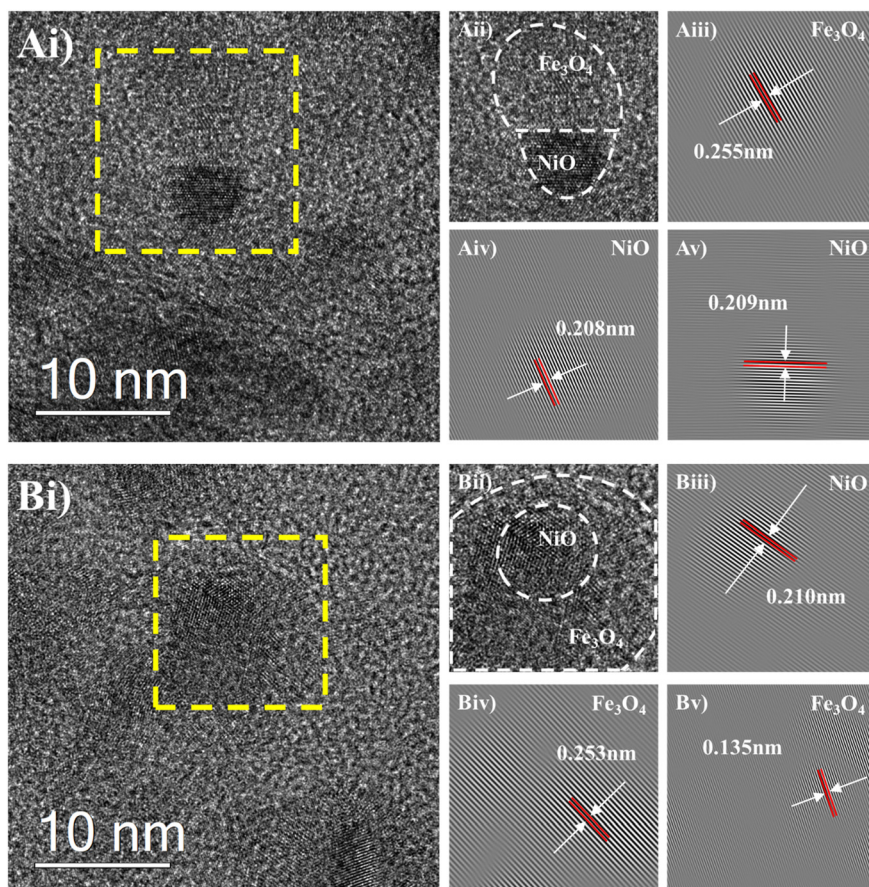 Ai)
10 nm
Aii)
Fe₃O₄
NiO
Aiii)
Fe₃O₄
0.255nm
Aiv)
NiO
0.208nm
Av)
NiO
0.209nm
Bi)
10 nm
Bii)
NiO
Fe₃O₄
Biii)
NiO
0.210nm
Biv)
Fe₃O₄
0.253nm
Bv)
Fe₃O₄
0.135nm